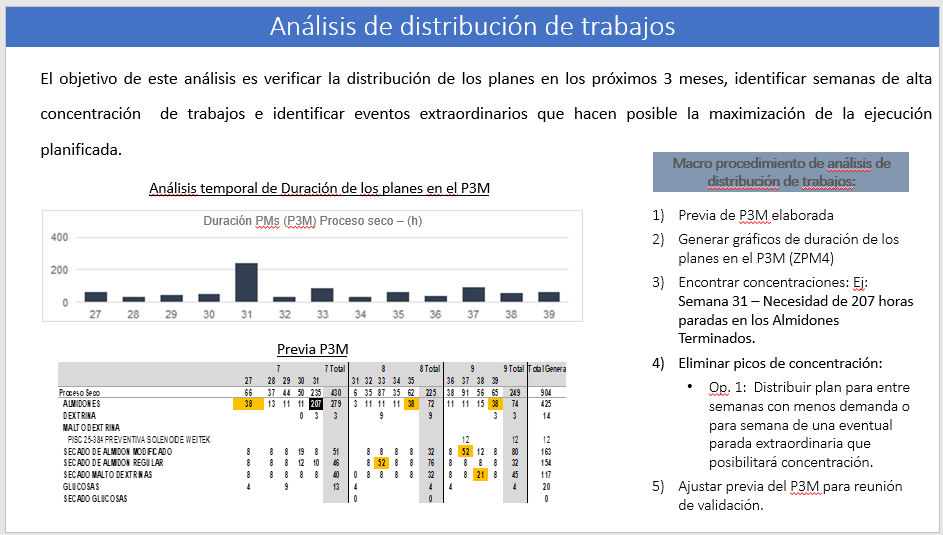 Análisis de distribución de trabajos
El objetivo de este análisis es verificar la distribución de los planes en los próximos 3 meses, identificar semanas de alta
concentración de trabajos e identificar eventos extraordinarios que hacen posible la maximización de la ejecución
planificada.
Análisis temporal de Duración de los planes en el P3M
Duración PMs (P3M) Proceso seco – (h)
400
200
0
27 28 29 30 31 32 33 34 35 36 37 38 39
Previa P3M
7 7 Total 8 8 Total 9 9 Total Total Genera
27 28 29 30 31 31 32 33 34 35 36 37 38 39
Proceso Seco 66 37 44 50 235 430 6 35 87 35 62 225 38 91 56 65 249 904
ALMIDONES 38 13 11 11 207 279 3 11 11 11 38 72 11 11 15 38 74 425
DEXTRINA 0 3 3 9 9 3 3 14
MALTODEXTRINA
PISC 25-384 PREVENTIVA SOLENOIDE WEITEK 12 12 12
SECADO DE ALMIDON MODIFICADO 8 8 8 19 8 51 8 8 8 8 32 8 52 12 8 80 163
SECADO DE ALMIDON REGULAR 8 8 8 12 10 46 8 52 8 8 76 8 8 8 8 32 154
SECADO MALTO DEXTRINAS 8 8 8 8 8 40 0 8 8 8 8 32 8 8 21 8 45 117
GLUCOSAS 4 9 13 4 4 4 4 20
SECADO GLUCOSAS 0 0 0
Macro procedimiento de análisis de
distribución de trabajos:
1) Previa de P3M elaborada
2) Generar gráficos de duración de los
planes en el P3M (ZPM4)
3) Encontrar concentraciones: Ej:
Semana 31 – Necesidad de 207 horas
paradas en los Almidones
Terminados.
4) Eliminar picos de concentración:
• Op. 1: Distribuir plan para entre
semanas con menos demanda o
para semana de una eventual
parada extraordinaria que
posibilitará concentración.
5) Ajustar previa del P3M para reunión
de validación.